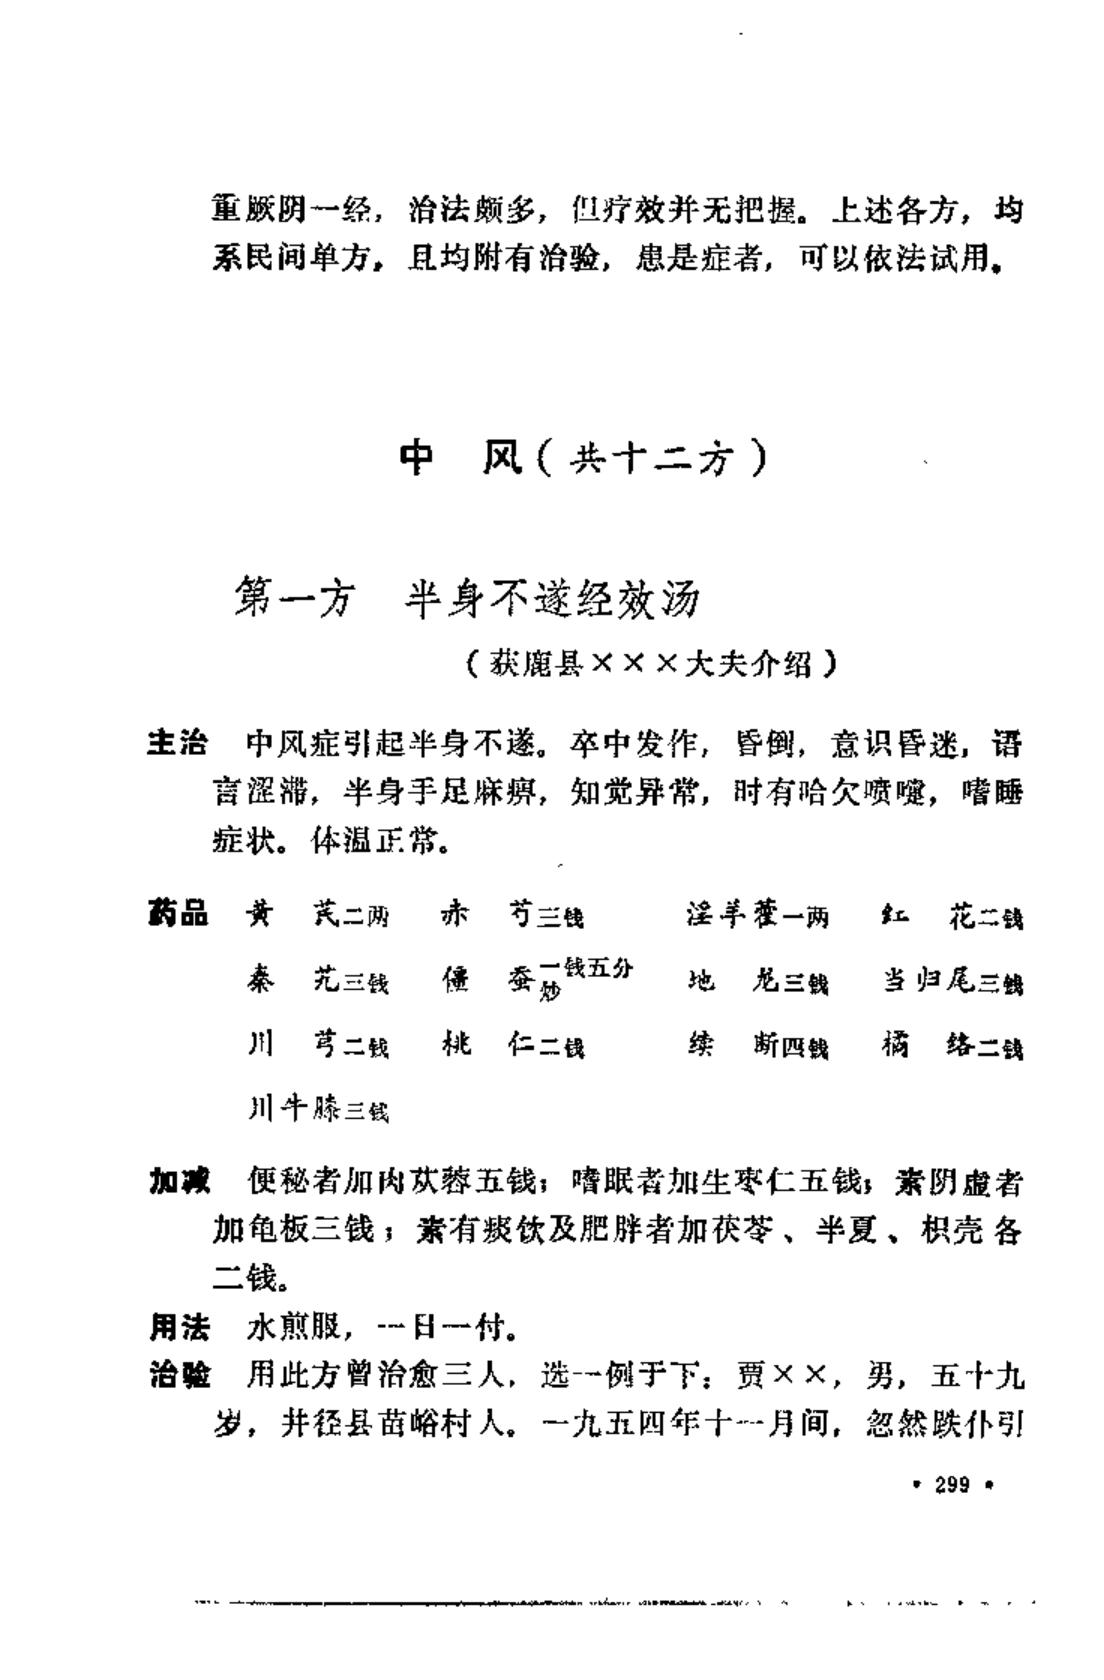 重厥阴一经，治法颇多，但疗效并无把握。上述各方，均
系民间单方，且均附有治验，患是症者，可以依法试用。
中　风（共十二方）
第一方　半身不遂经效汤
（获鹿县×××大夫介绍）
主治　中风症引起半身不遂。卒中发作，昏倒，意识昏迷，语
言涩滞，半身手足麻痹，知觉异常，时有哈欠喷嚏，嗜睡
症状。体温正常。
药品　黄　芪二两　赤　芍三钱　淫羊藿一两　红　花二钱
秦　艽三钱　僵　蚕一钱五分炒　地　龙三钱　当归尾三钱
川　芎二钱　桃　仁二钱　续　断四钱　橘　络二钱
川牛膝三钱
加减　便秘者加肉苁蓉五钱；嗜眠者加生枣仁五钱；素阴虚者
加龟板三钱；素有痰饮及肥胖者加茯苓、半夏、枳壳各
二钱。
用法　水煎服，一日一付。
治验　用此方曾治愈三人，选一例于下：贾××，男，五十九
岁，井径县苗峪村人。一九五四年十一月间，忽然跌仆引
• 299 •